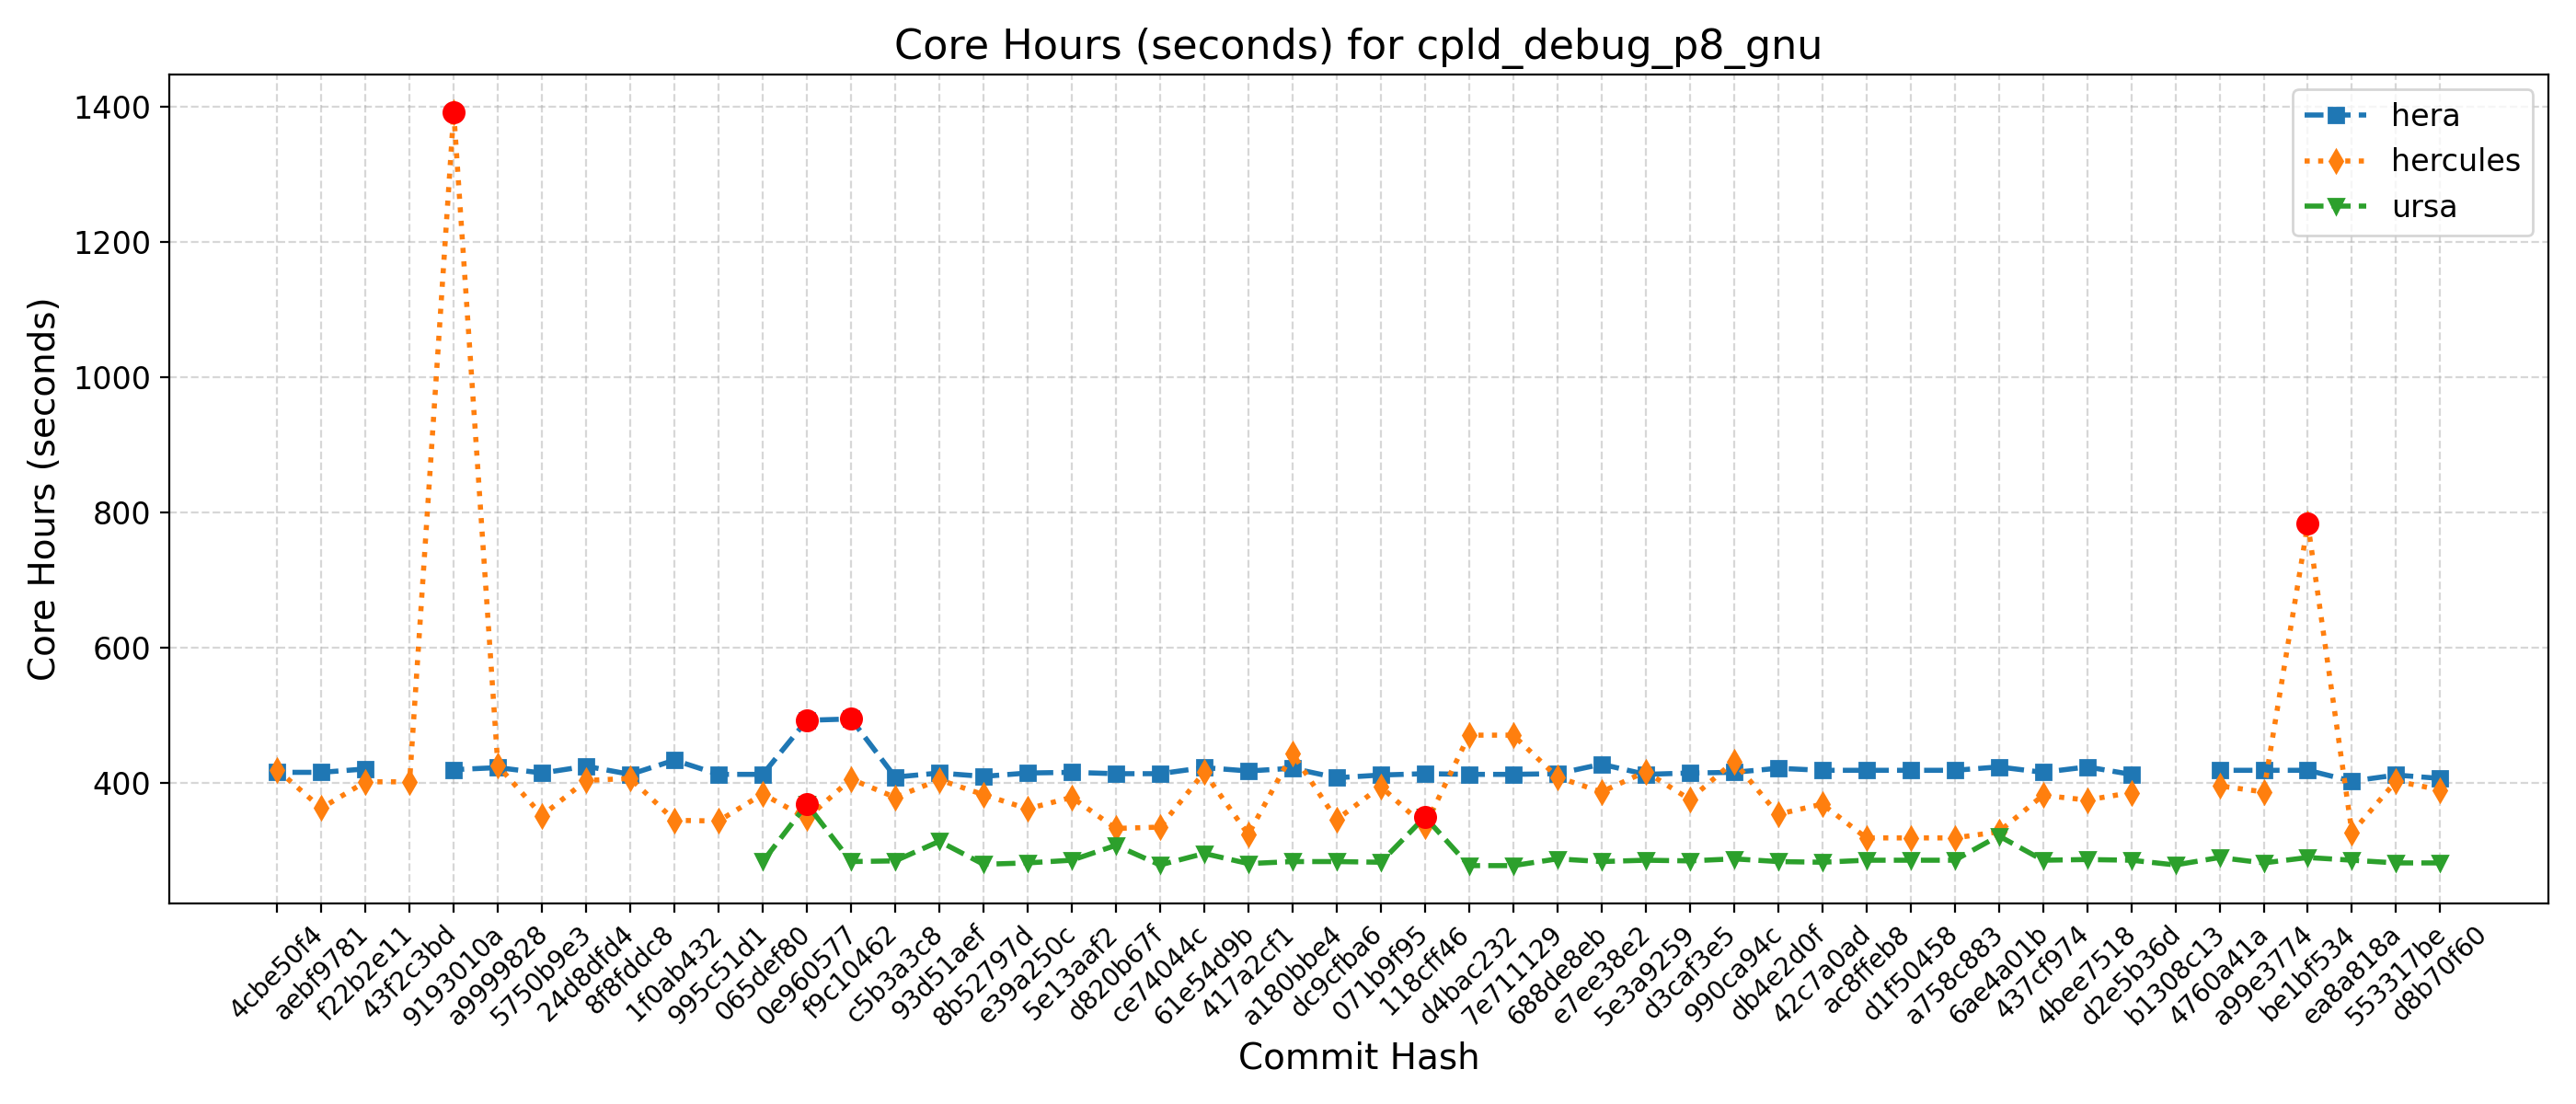 Core Hours (seconds) for cpld_debug_p8_gnu
Core Hours (seconds)
1400
1200
1000
800
600
400
hera
hercules
ursa
4cbe50f4
aebf9781
f22b2e11
43f2c3bd
9193010a
a9999828
5750b9e3
24d8dfd4
8f8fddc8
1f0ab432
995c51d1
065def80
0e960577
f9c10462
c5b3a3c8
93d51aef
8b52797d
e39a250c
5e13aaf2
d820b67f
ce74044c
61e54d9b
417a2cf1
a180bbe4
dc9cfba6
071b9f95
118cff46
d4bac232
7e711129
688de8eb
e7ee38e2
5e3a9259
d3caf3e5
990ca94c
db4e2d0f
42c7a0ad
ac8ffeb8
d1f50458
a758c883
6ae4a01b
437cf974
4bee7518
d2e5b36d
b1308c13
4760a41a
a99e3774
be1bf534
ea8a818a
553317be
d8b70f60
Commit Hash